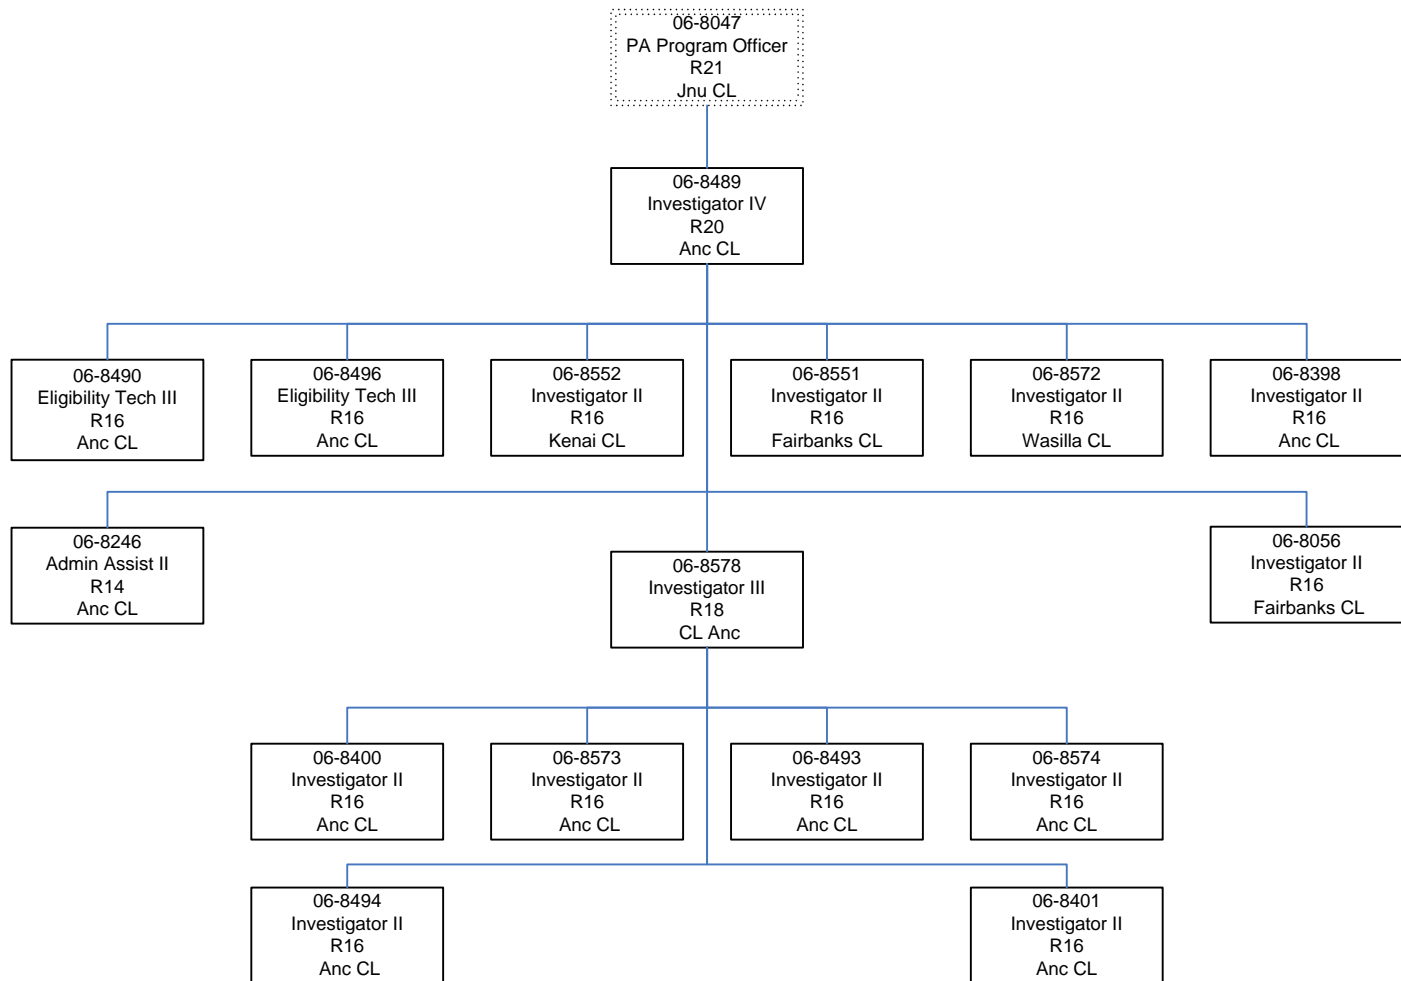 06-8047
PA Program Officer
R21
Jnu CL
06-8489
Investigator IV
R20
Anc CL
06-8490
Eligibility Tech III
R16
Anc CL
06-8496
Eligibility Tech III
R16
Anc CL
06-8552
Investigator II
R16
Kenai CL
06-8551
Investigator II
R16
Fairbanks CL
06-8572
Investigator II
R16
Wasilla CL
06-8398
Investigator II
R16
Anc CL
06-8246
Admin Assist II
R14
Anc CL
06-8578
Investigator III
R18
CL Anc
06-8056
Investigator II
R16
Fairbanks CL
06-8400
Investigator II
R16
Anc CL
06-8573
Investigator II
R16
Anc CL
06-8493
Investigator II
R16
Anc CL
06-8574
Investigator II
R16
Anc CL
06-8494
Investigator II
R16
Anc CL
06-8401
Investigator II
R16
Anc CL